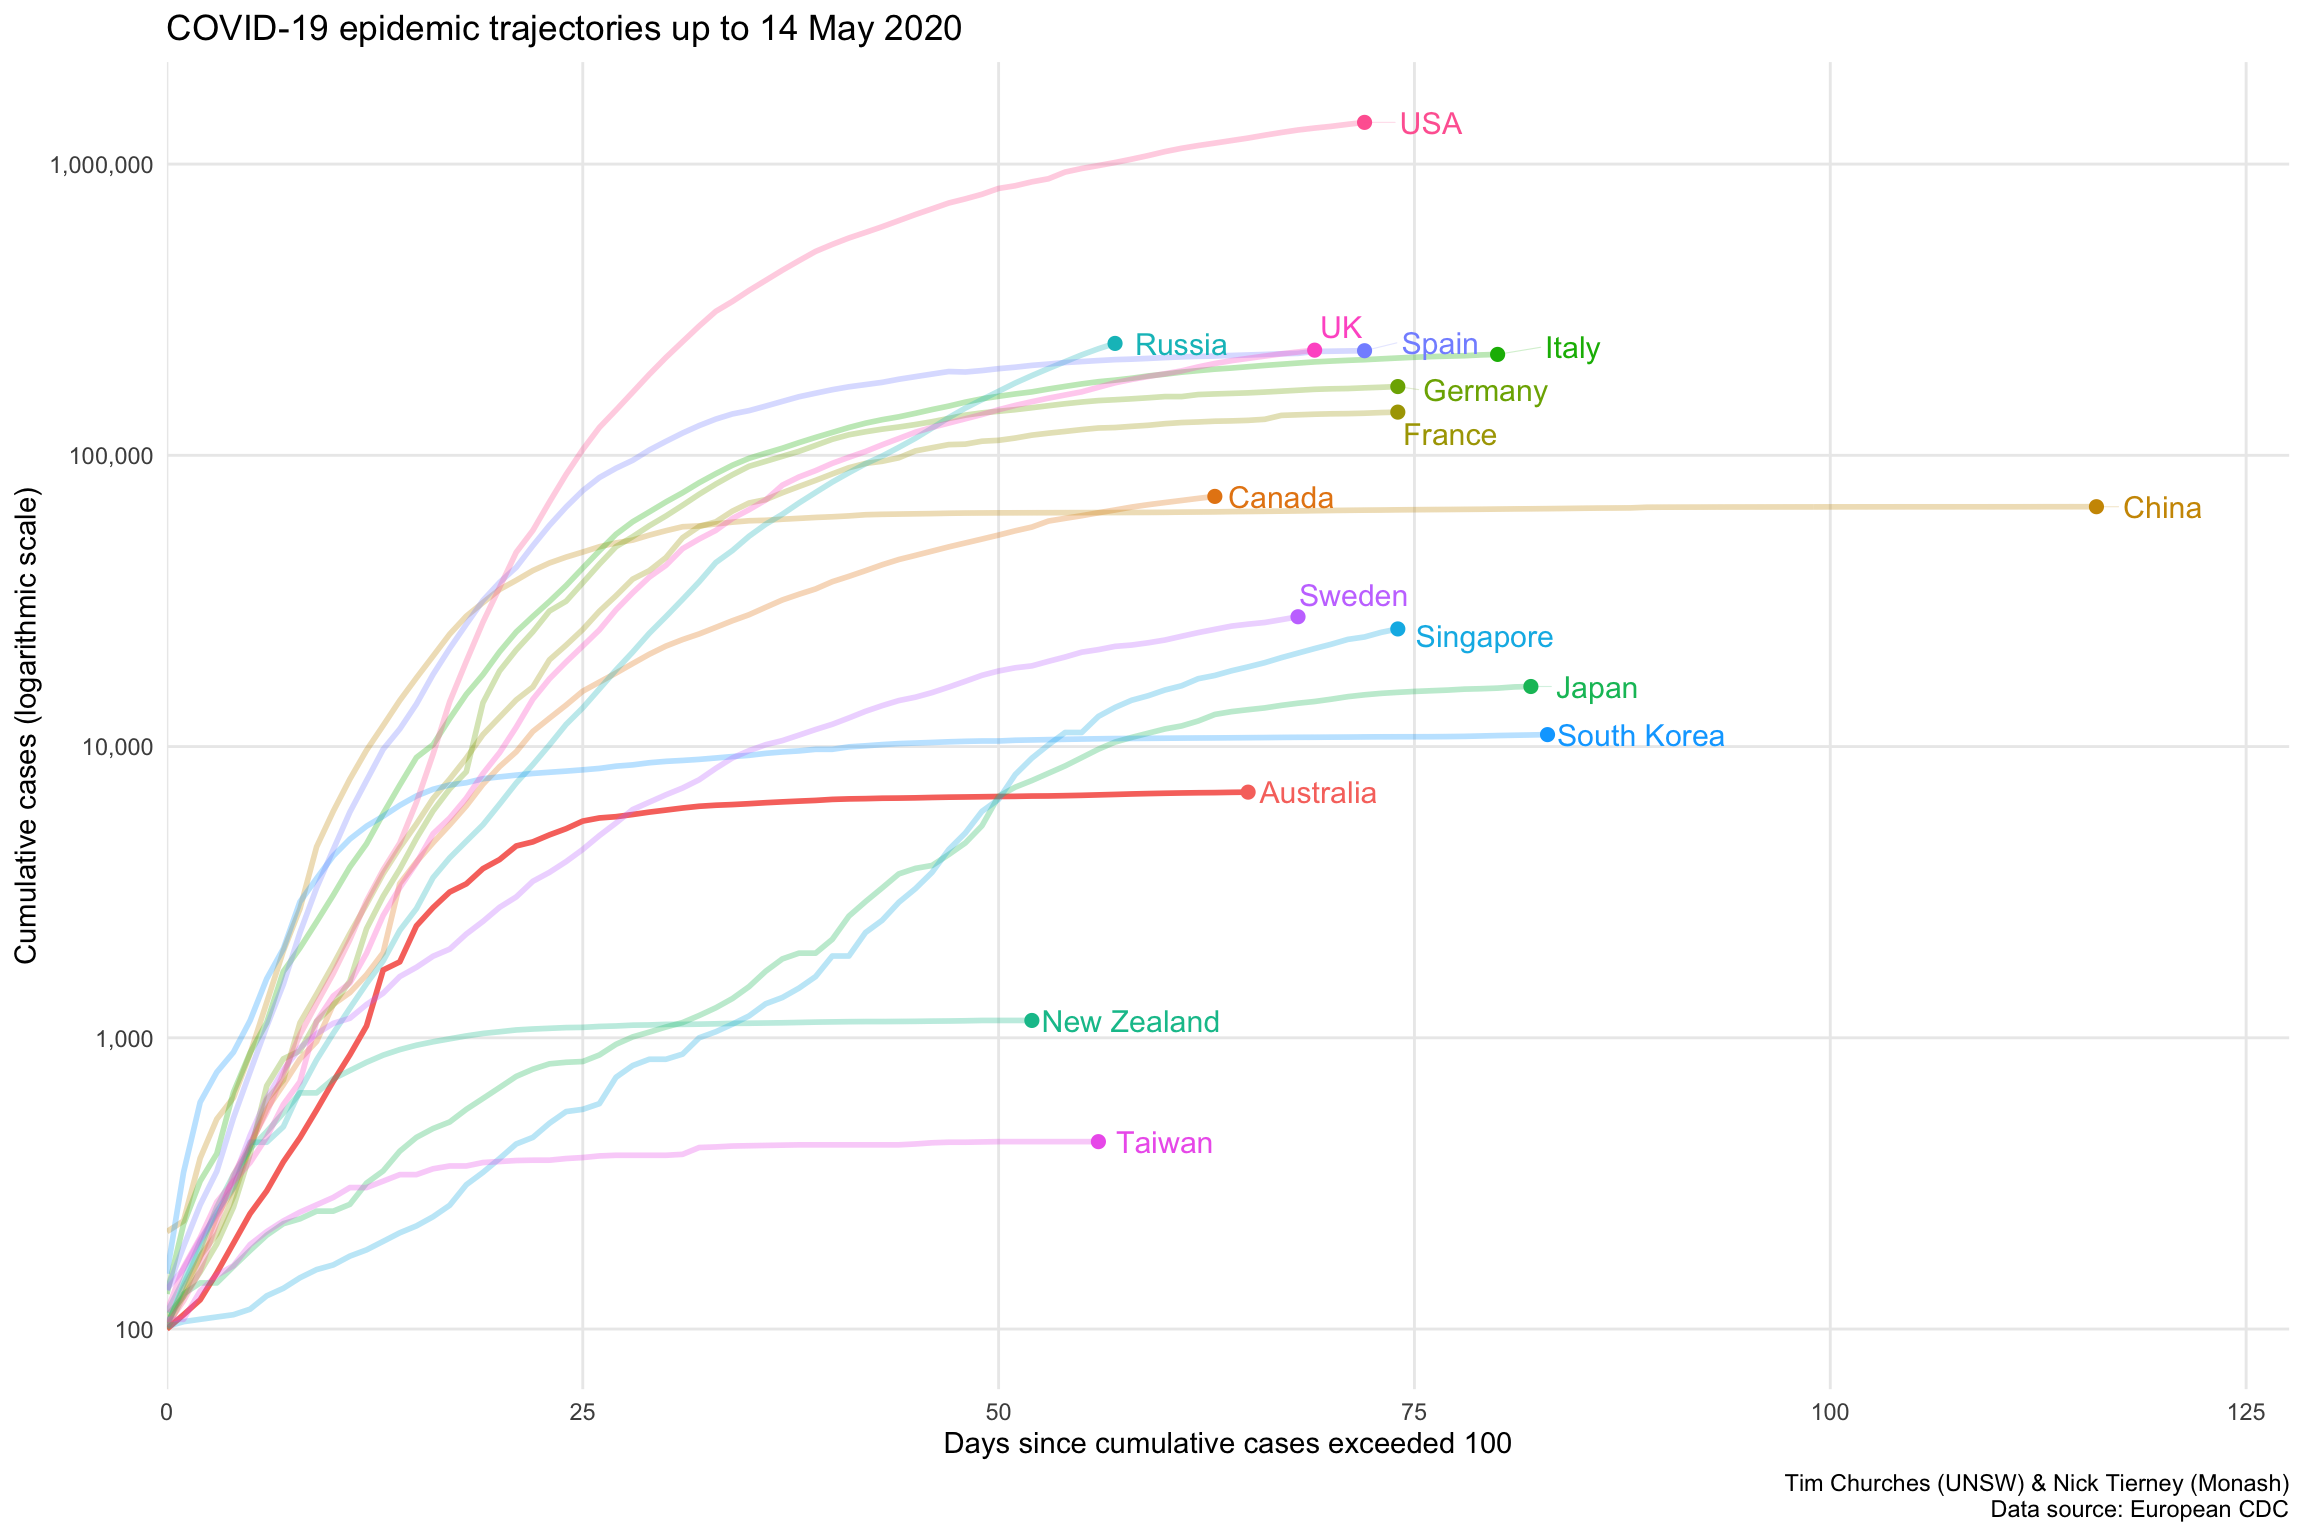 COVID-19 epidemic trajectories up to 14 May 2020
USA
1,000,000
UK
Russia
Spain
Italy
Germany
France
100,000
Canada
China
Sweden
Singapore
Japan
South Korea
10,000
Australia
Cumulative cases (logarithmic scale)
New Zealand
1,000
Taiwan
100
0 25 50 75 100 125
Days since cumulative cases exceeded 100
Tim Churches (UNSW) & Nick Tierney (Monash)
Data source: European CDC